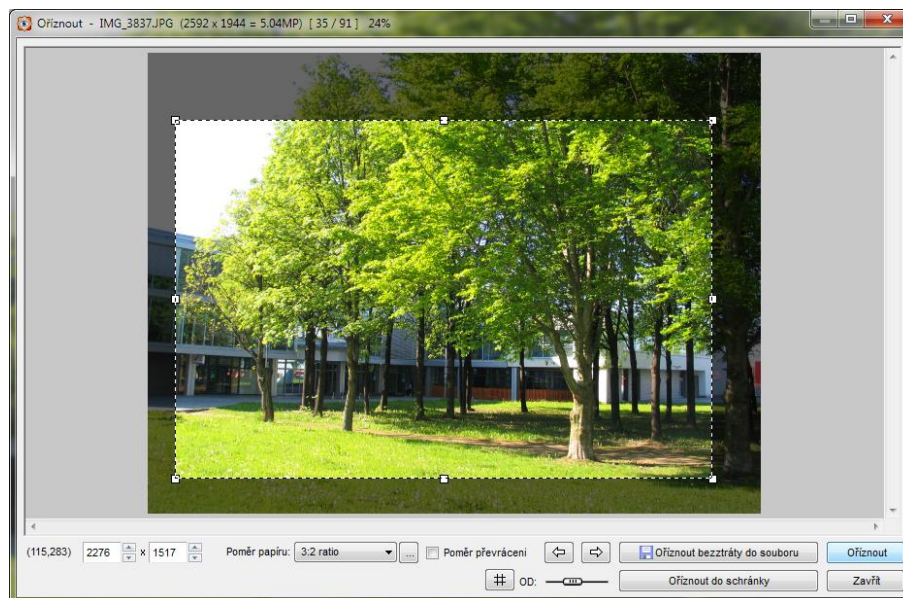 Oříznout - IMG_3837.JPG (2592 x 1944 = 5.04MP) [ 35 / 91 ] 24%
(115,283) 2276 x 1517 Poměr papíru: 3:2 ratio ... Poměr převráceni Oříznout bezztráty do souboru Oříznout
# OD: Oříznout do schránky Zavřít